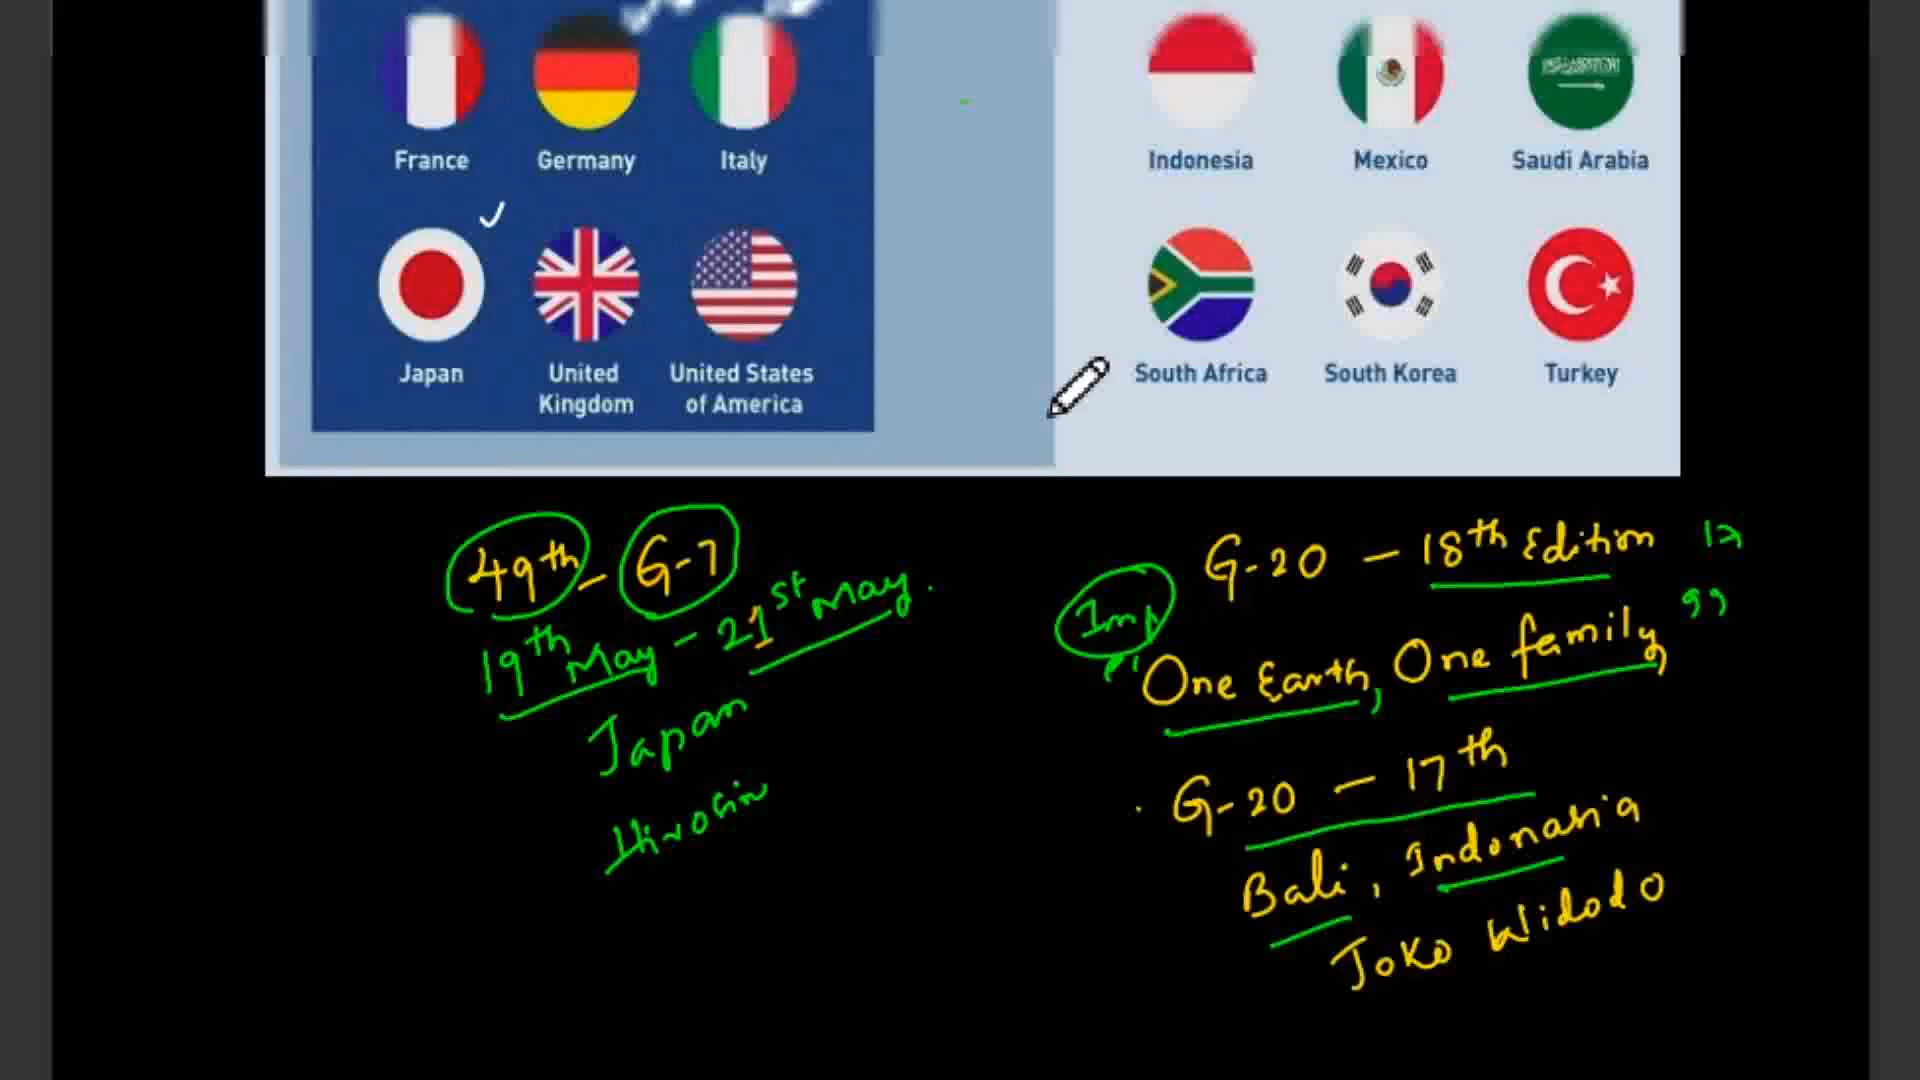 France Germany Italy
Japan United Kingdom United States of America
Indonesia Mexico Saudi Arabia
South Africa South Korea Turkey
49th - G-7
19th May - 21st May.
Japan
G-20 - 18th Edition
Imp
"One Earth, One family"
G-20 - 17th
Bali, Indonasia
Joko Widodo